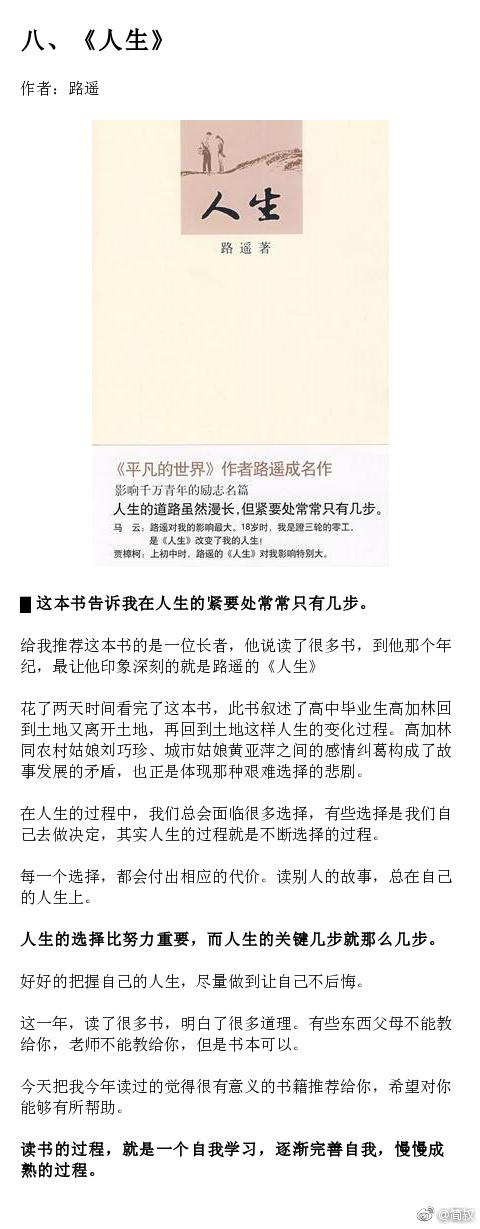 八、《人生》
作者：路遥
人生
路遥著
《平凡的世界》作者路遥成名作
影响千万青年的励志名篇
人生的道路虽然漫长，但紧要处常常只有几步。
马 云：路遥对我的影响最大。18岁时，我是蹬三轮的零工，
是《人生》改变了我的人生！
贾樟柯：上初中时，路遥的《人生》对我影响特别大。
█ 这本书告诉我在人生的紧要处常常只有几步。
给我推荐这本书的是一位长者，他说读了很多书，到他那个年
纪，最让他印象深刻的就是路遥的《人生》
花了两天时间看完了这本书，此书叙述了高中毕业生高加林回
到土地又离开土地，再回到土地这样人生的变化过程。高加林
同农村姑娘刘巧珍、城市姑娘黄亚萍之间的感情纠葛构成了故
事发展的矛盾，也正是体现那种艰难选择的悲剧。
在人生的过程中，我们总会面临很多选择，有些选择是我们自
己去做决定，其实人生的过程就是不断选择的过程。
每一个选择，都会付出相应的代价。读别人的故事，总在自己
的人生上。
人生的选择比努力重要，而人生的关键几步就那么几步。
好好的把握自己的人生，尽量做到让自己不后悔。
这一年，读了很多书，明白了很多道理。有些东西父母不能教
给你，老师不能教给你，但是书本可以。
今天把我今年读过的觉得很有意义的书籍推荐给你，希望对你
能够有所帮助。
读书的过程，就是一个自我学习，逐渐完善自我，慢慢成
熟的过程。
@简叔